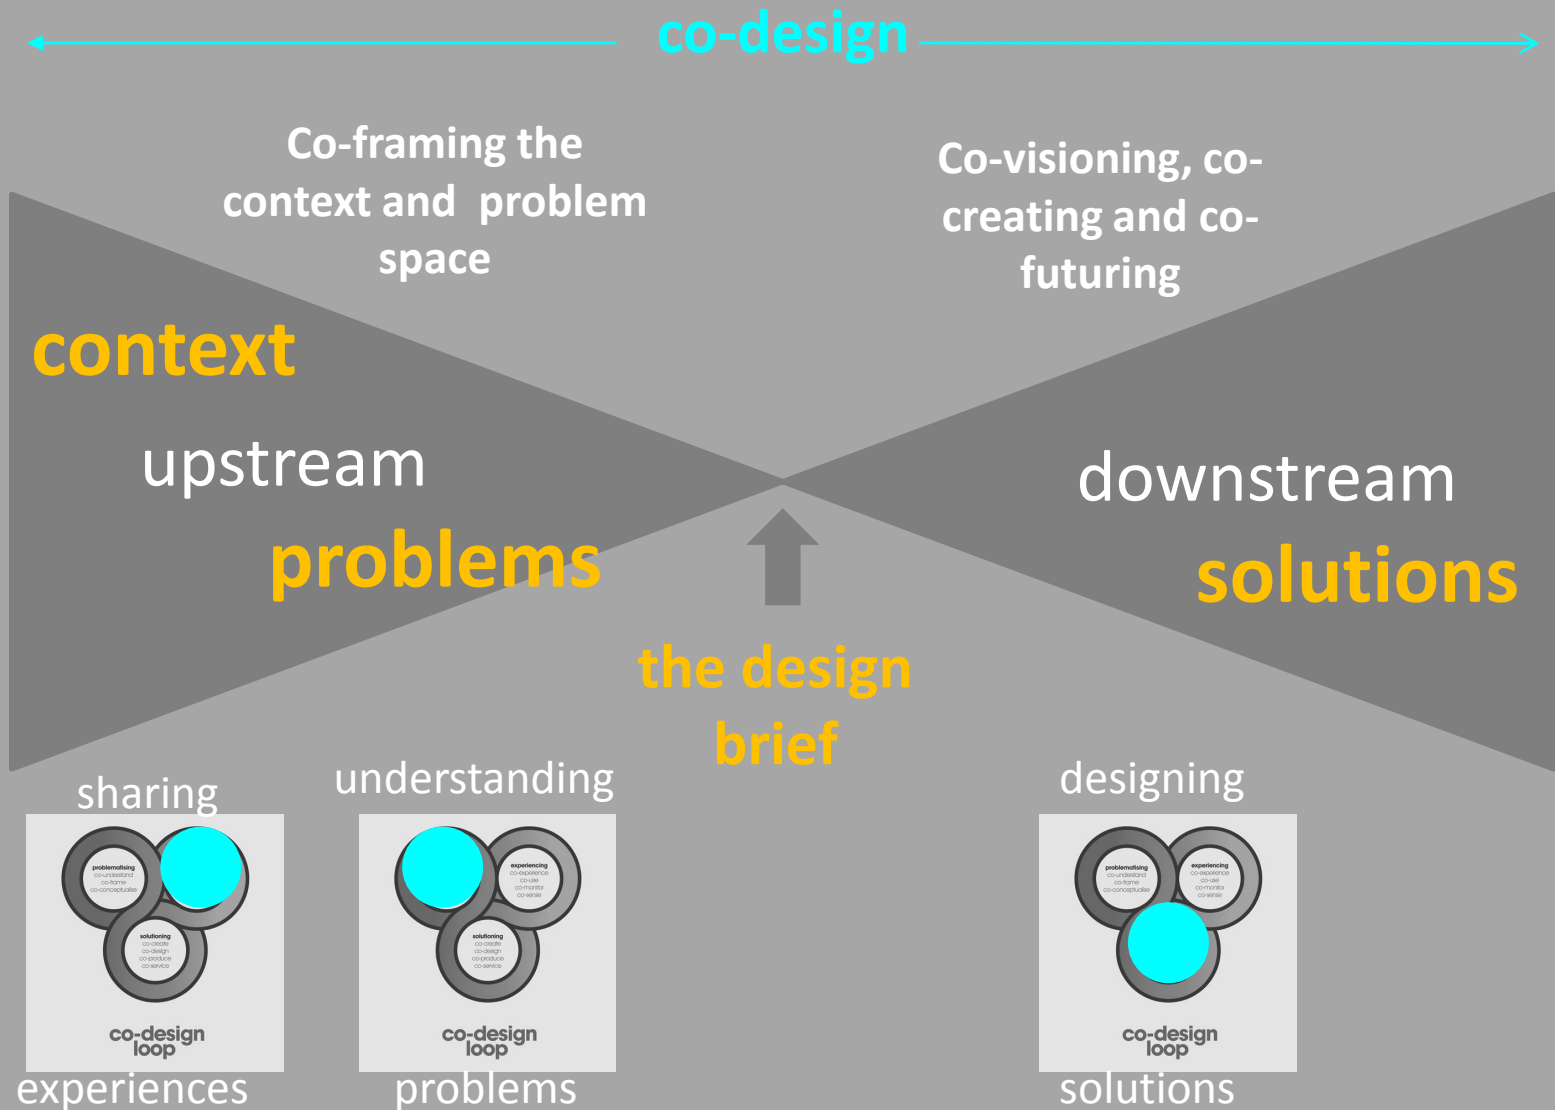 co-design
Co-framing the
context and problem
space
Co-visioning, co-
creating and co-
futuring
context
upstream
problems
downstream
solutions
the design
brief
sharing
problematising
co-understand
co-frame
co-conceptualise
solutioning
co-create
co-design
co-produce
co-service
co-design
loop
experiences
understanding
experiencing
co-experience
co-use
co-monitor
co-sense
solutioning
co-create
co-design
co-produce
co-service
co-design
loop
problems
designing
problematising
co-understand
co-frame
co-conceptualise
experiencing
co-experience
co-use
co-monitor
co-sense
co-design
loop
solutions